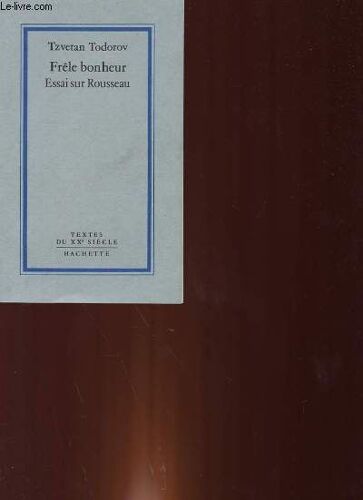 Le-livre.com
Tzvetan Todorov
Frêle bonheur
Essai sur Rousseau
TEXTES
DU XXᵉ SIÈCLE
HACHETTE